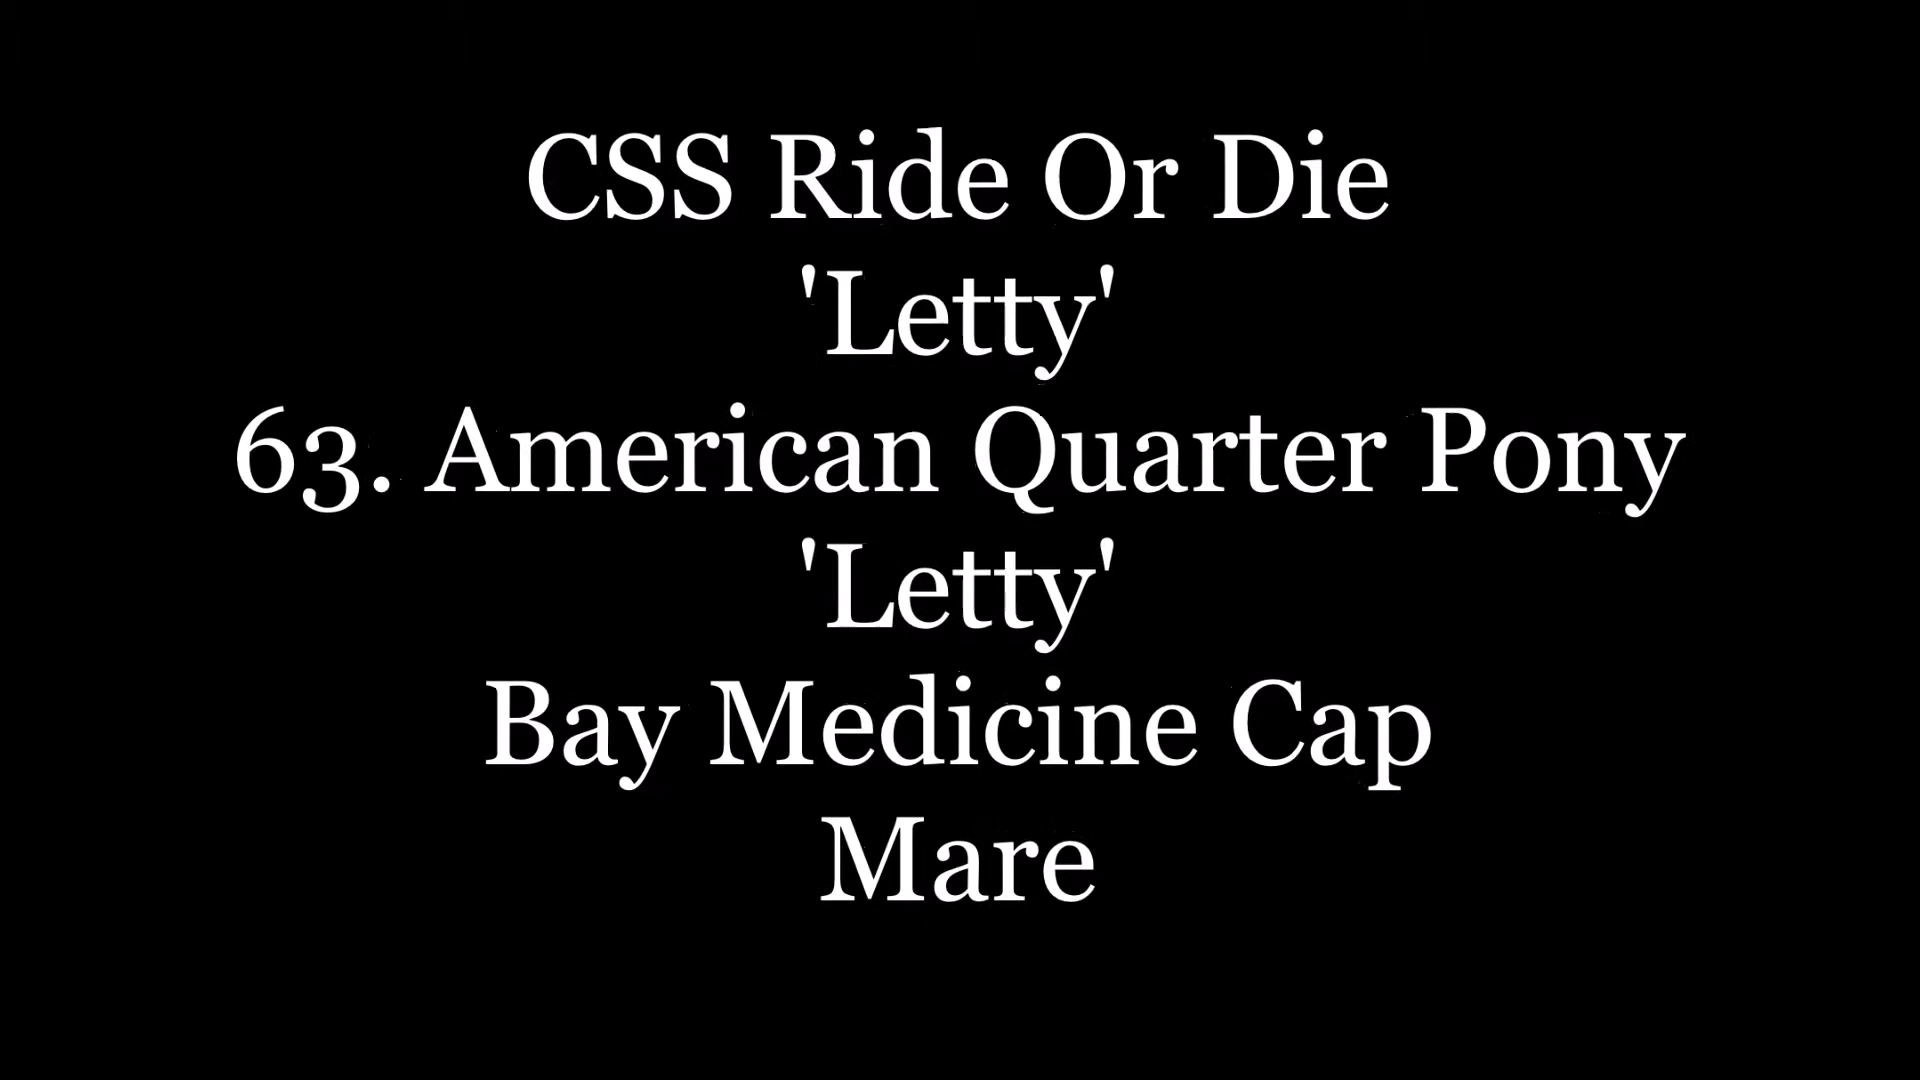 CSS Ride Or Die
'Letty'
63. American Quarter Pony
'Letty'
Bay Medicine Cap
Mare